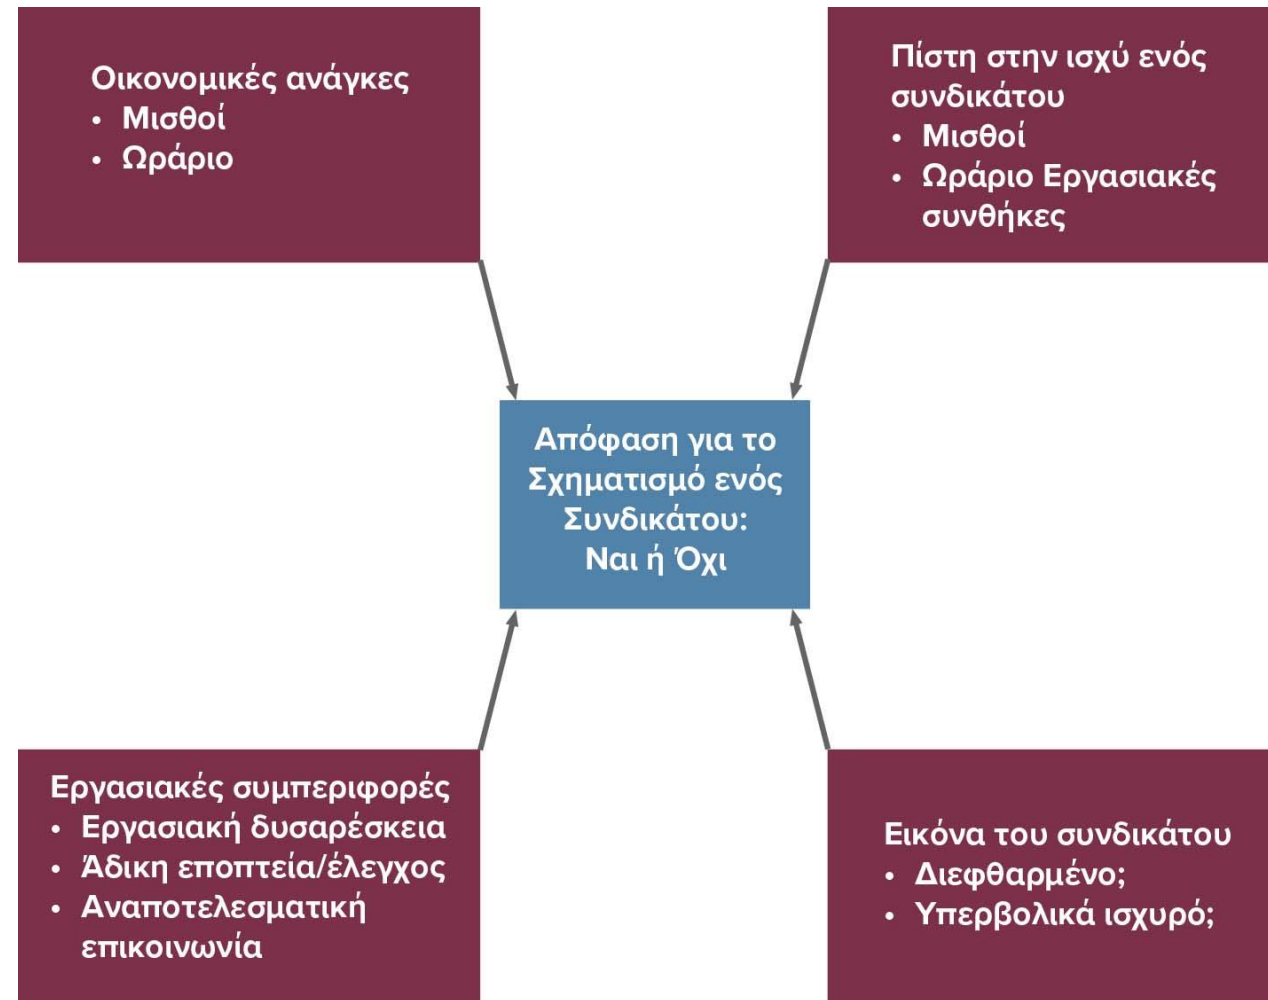 Οικονομικές ανάγκες
• Μισθοί
• Ωράριο
Πίστη στην ισχύ ενός
συνδικάτου
• Μισθοί
• Ωράριο Εργασιακές
συνθήκες
Απόφαση για το
Σχηματισμό ενός
Συνδικάτου:
Ναι ή Όχι
Εργασιακές συμπεριφορές
• Εργασιακή δυσαρέσκεια
• Άδικη εποπτεία/έλεγχος
• Αναποτελεσματική
επικοινωνία
Εικόνα του συνδικάτου
• Διεφθαρμένο;
• Υπερβολικά ισχυρό;